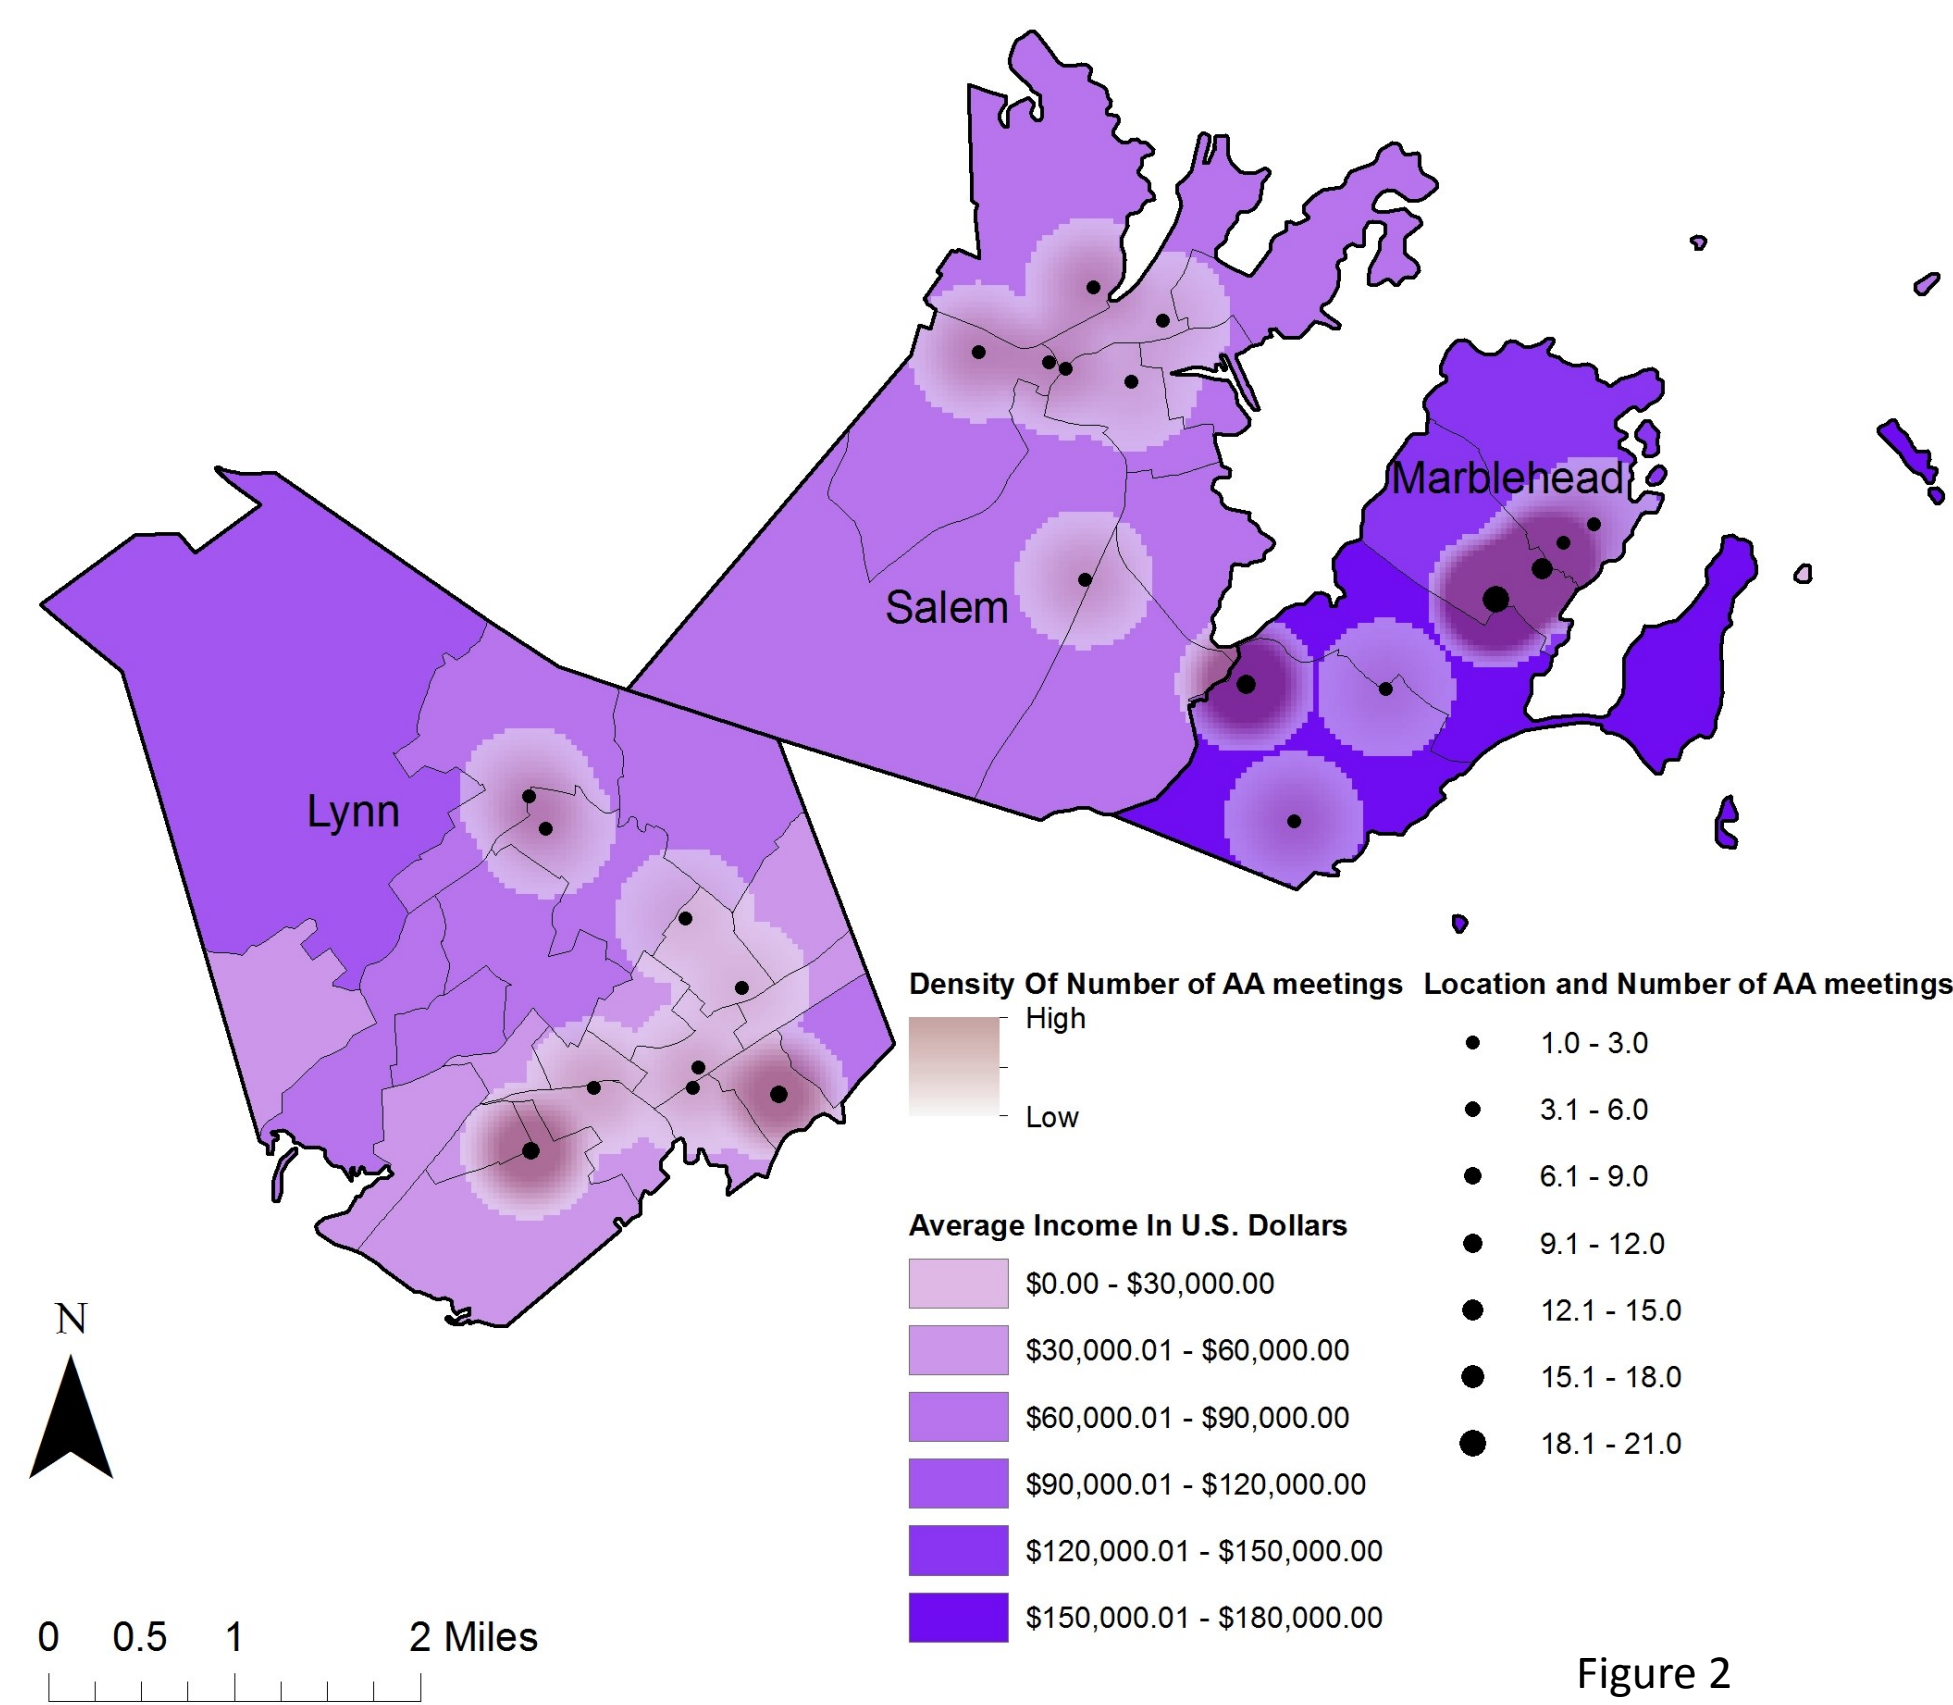 Marblehead
Salem
Lynn
Density Of Number of AA meetings
High
Low
Location and Number of AA meetings
1.0 - 3.0
3.1 - 6.0
6.1 - 9.0
9.1 - 12.0
12.1 - 15.0
15.1 - 18.0
18.1 - 21.0
Average Income In U.S. Dollars
$0.00 - $30,000.00
$30,000.01 - $60,000.00
$60,000.01 - $90,000.00
$90,000.01 - $120,000.00
$120,000.01 - $150,000.00
$150,000.01 - $180,000.00
N
0 0.5 1 2 Miles
Figure 2